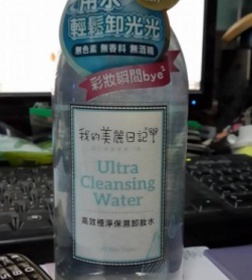 用水
輕鬆卸光光
無色素 無香料 無酒精
彩妝瞬間bye²
我的美麗日記
Ultra
Cleansing
Water
高效極淨保濕卸妝水